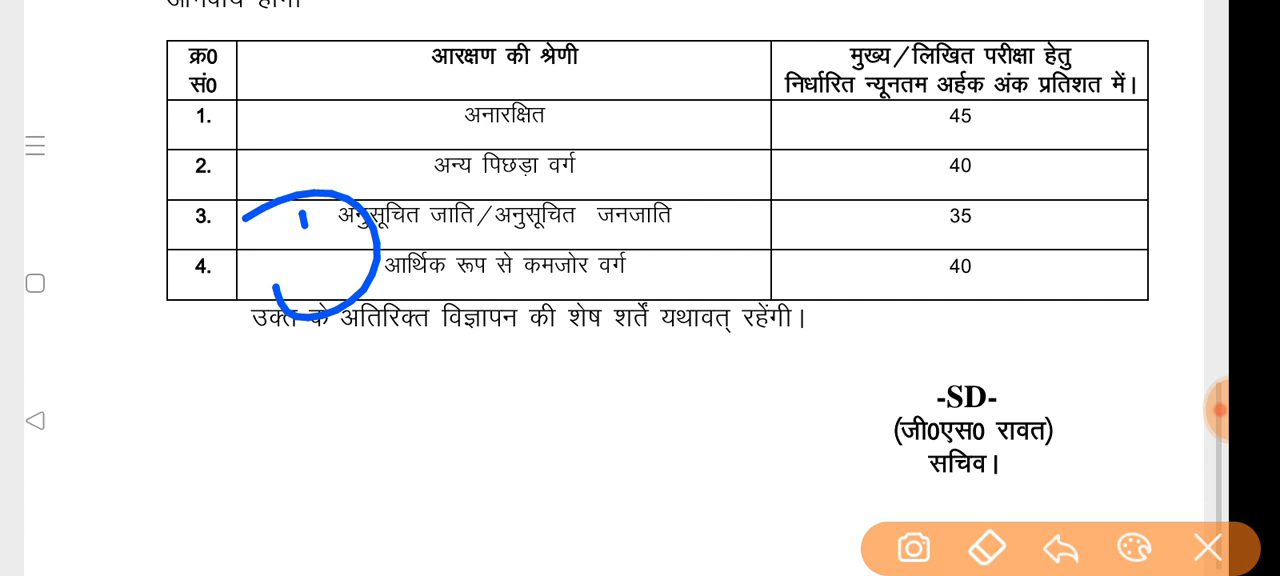 क्र0 सं0 आरक्षण की श्रेणी मुख्य/लिखित परीक्षा हेतु निर्धारित न्यूनतम अर्हक अंक प्रतिशत में।
1. अनारक्षित 45
2. अन्य पिछड़ा वर्ग 40
3. अनुसूचित जाति/अनुसूचित जनजाति 35
4. आर्थिक रूप से कमजोर वर्ग 40
उक्त के अतिरिक्त विज्ञापन की शेष शर्तें यथावत् रहेंगी।
-SD-
(जी0एस0 रावत)
सचिव।